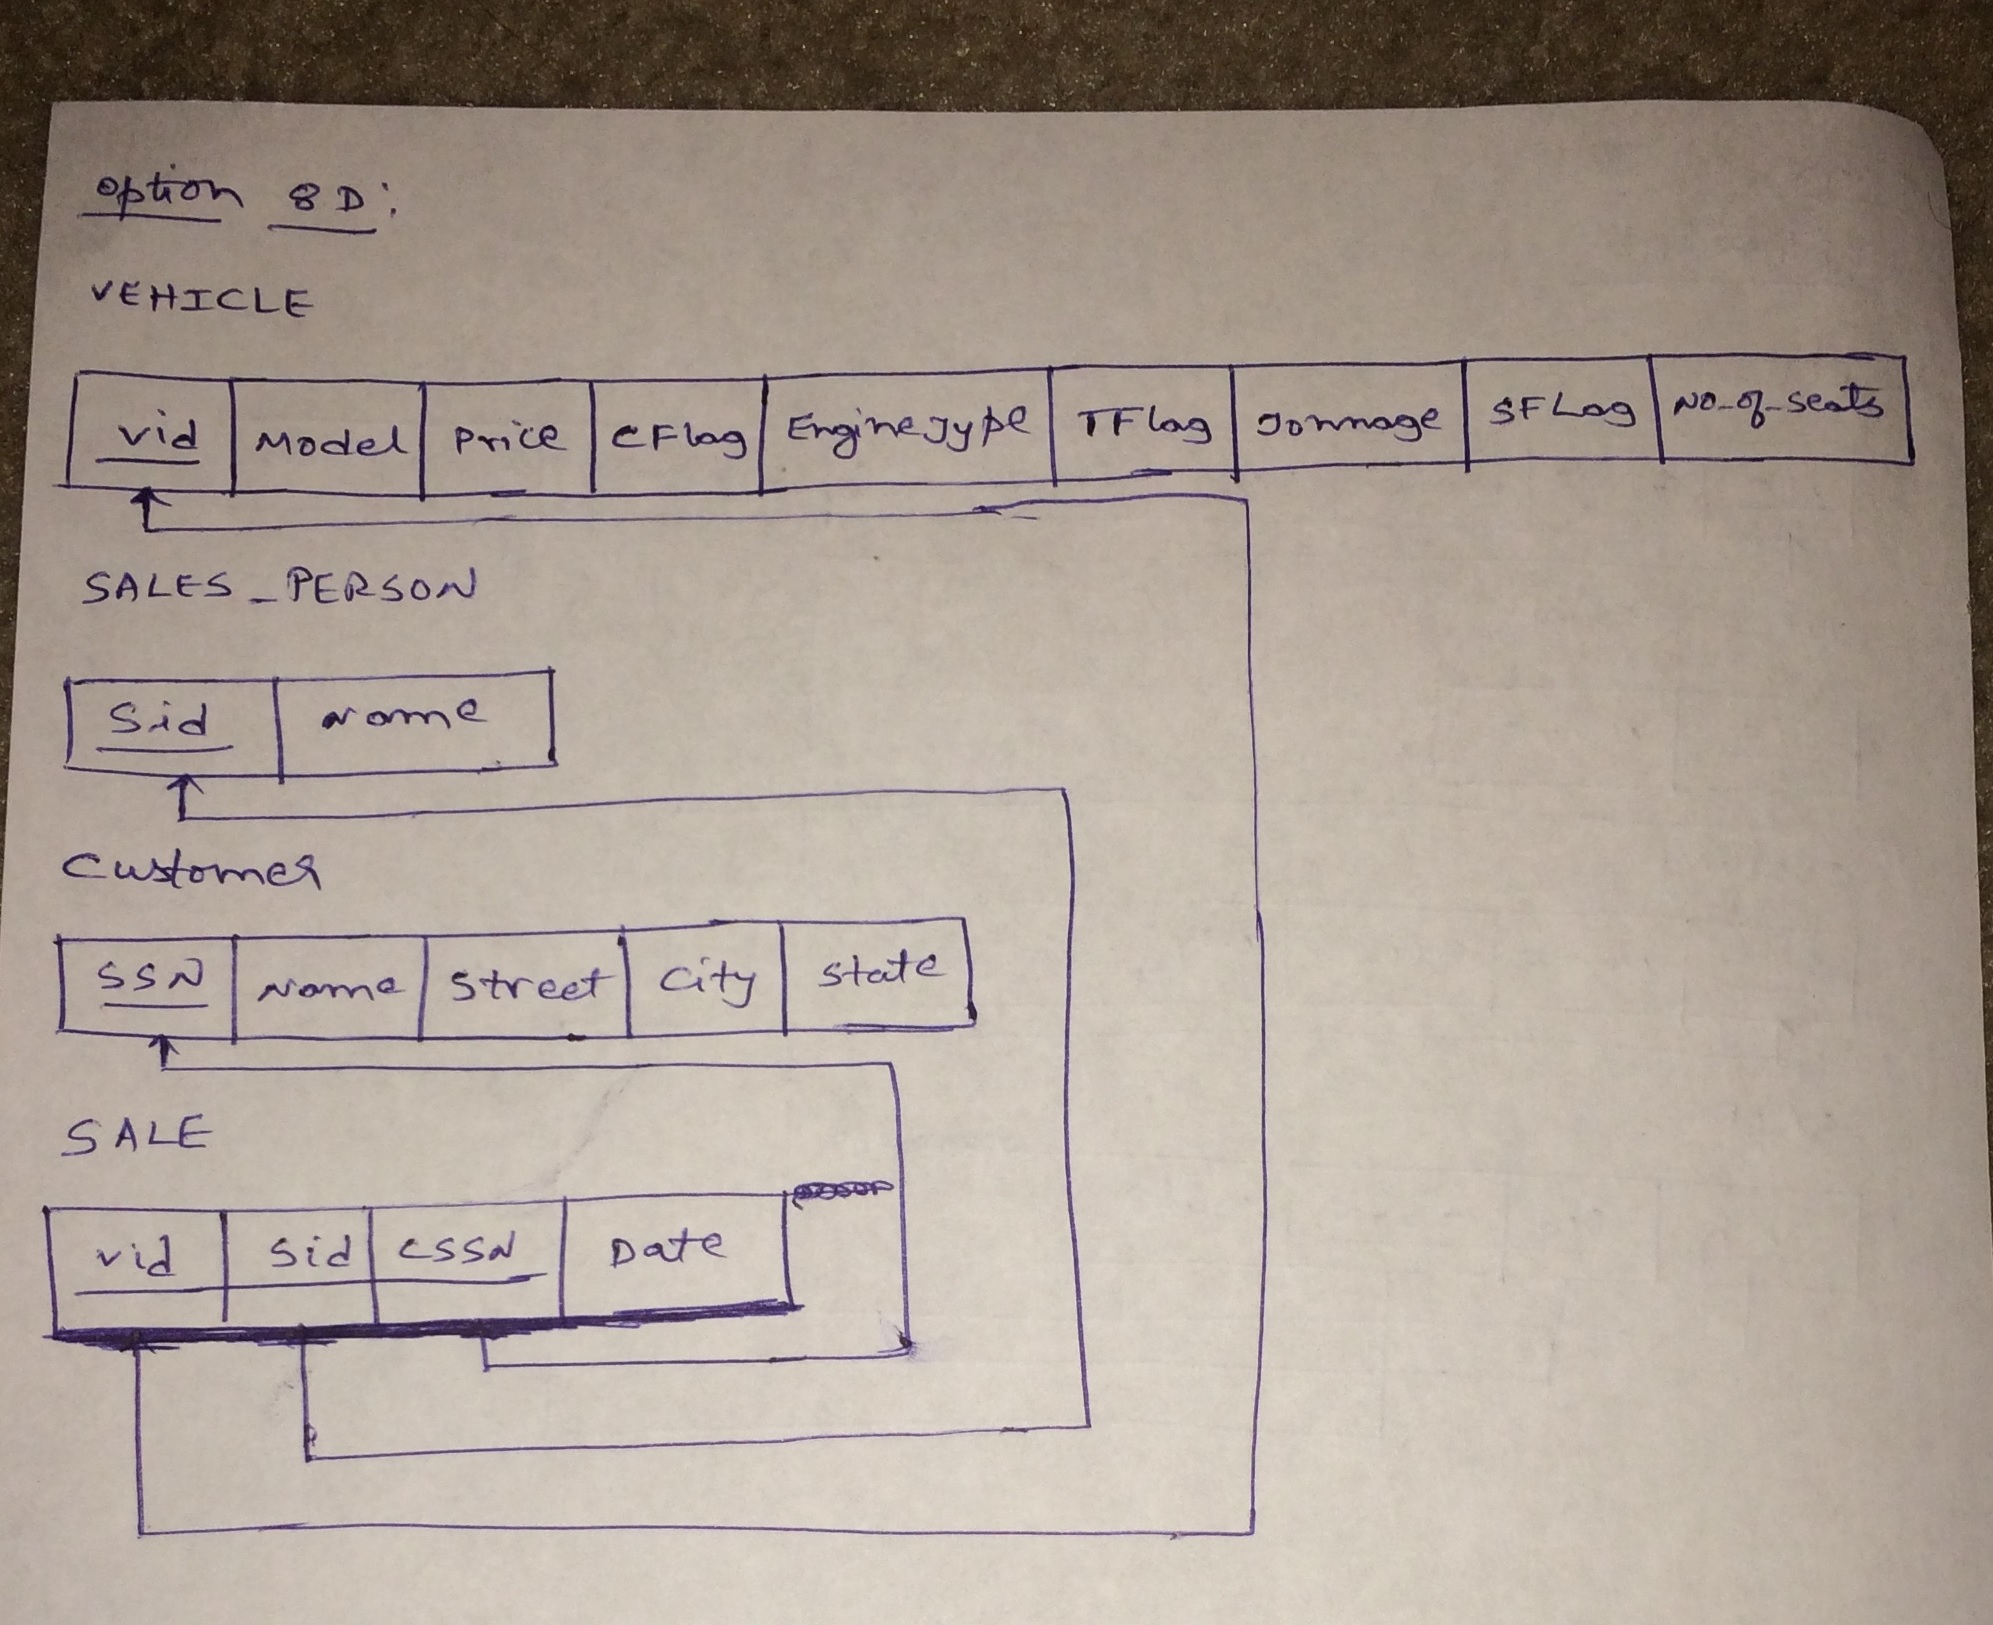 option 8D:
VEHICLE
vid Model Price CFlag EngineType TFlag Tonnage SFLag No-of-seats
SALES_PERSON
Sid Name
Customer
SSN Name Street City State
SALE
vid Sid CSSN Date